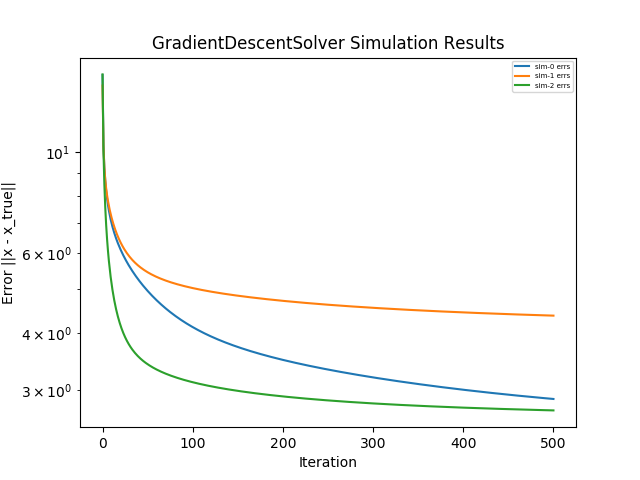 GradientDescentSolver Simulation Results
sim-0 errs
sim-1 errs
sim-2 errs
Error ||x - x_true||
10¹
6 × 10⁰
4 × 10⁰
3 × 10⁰
0 100 200 300 400 500
Iteration